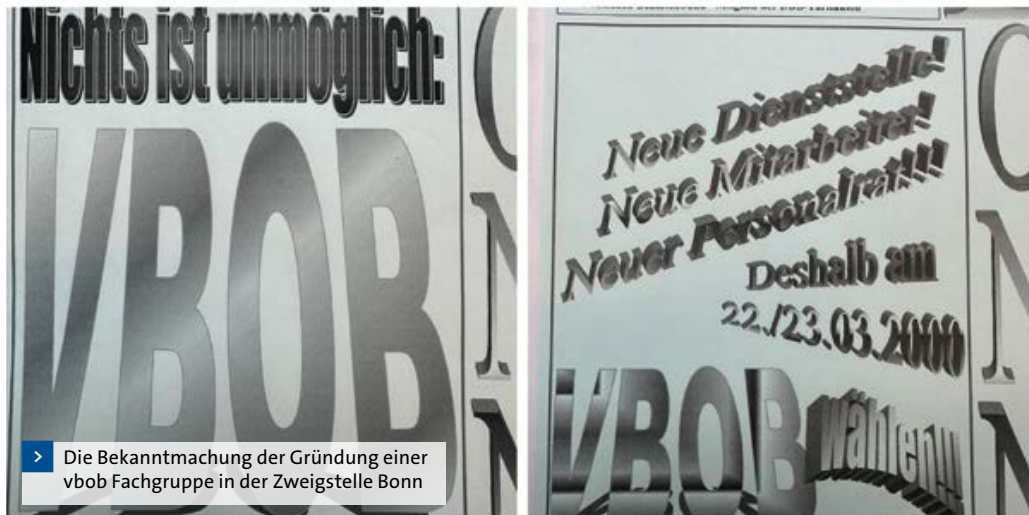 Nichts ist unmöglich:
VBOB
> Die Bekanntmachung der Gründung einer
vbob Fachgruppe in der Zweigstelle Bonn
Neue Dienststelle!
Neue Mitarbeiter!
Neuer Personalrat!!!
Deshalb am
22./23.03.2000
VBOB wählen!!!